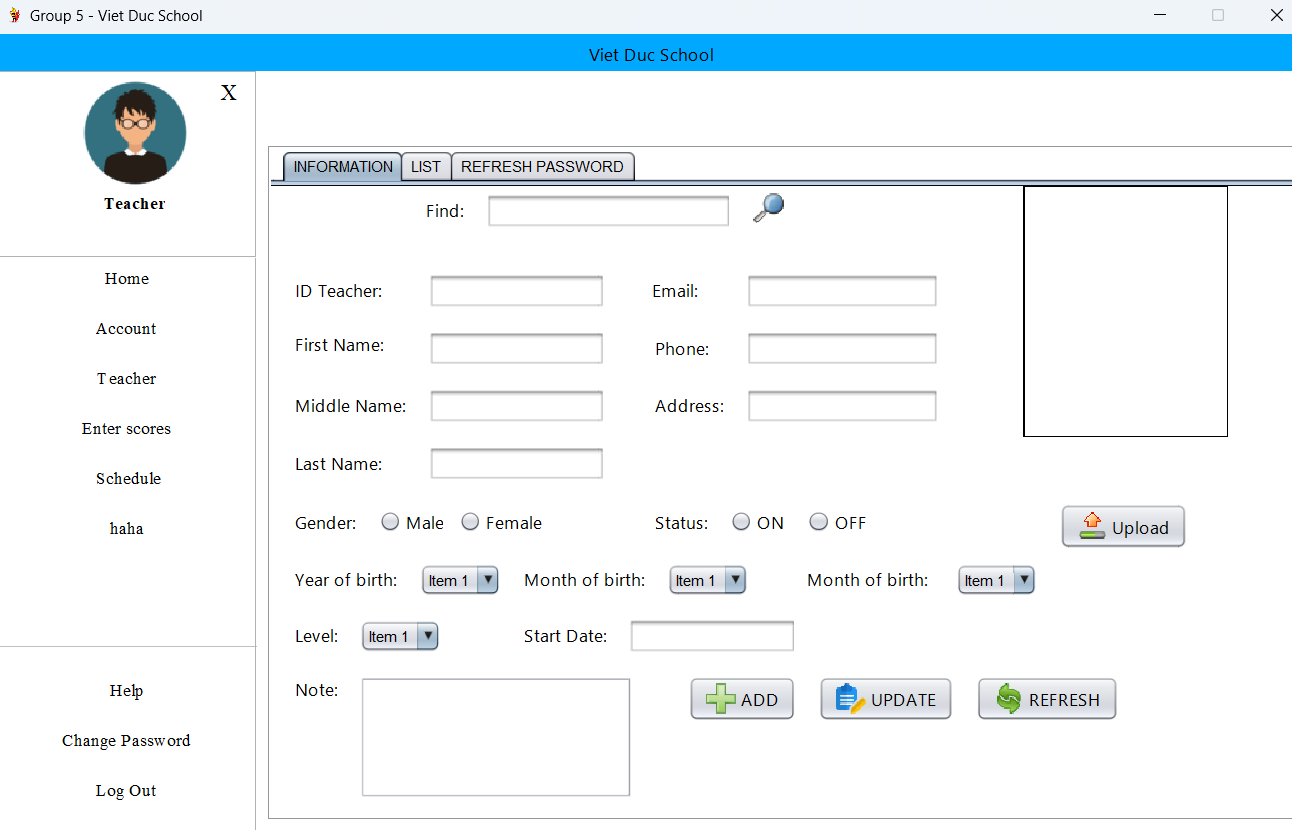 Group 5 - Viet Duc School
Viet Duc School
X
Teacher
Home
Account
Teacher
Enter scores
Schedule
haha
Help
Change Password
Log Out
INFORMATION LIST REFRESH PASSWORD
Find:
ID Teacher: Email:
First Name: Phone:
Middle Name: Address:
Last Name:
Gender: Male Female Status: ON OFF
Upload
Year of birth: Item 1 Month of birth: Item 1 Month of birth: Item 1
Level: Item 1 Start Date:
Note: ADD UPDATE REFRESH